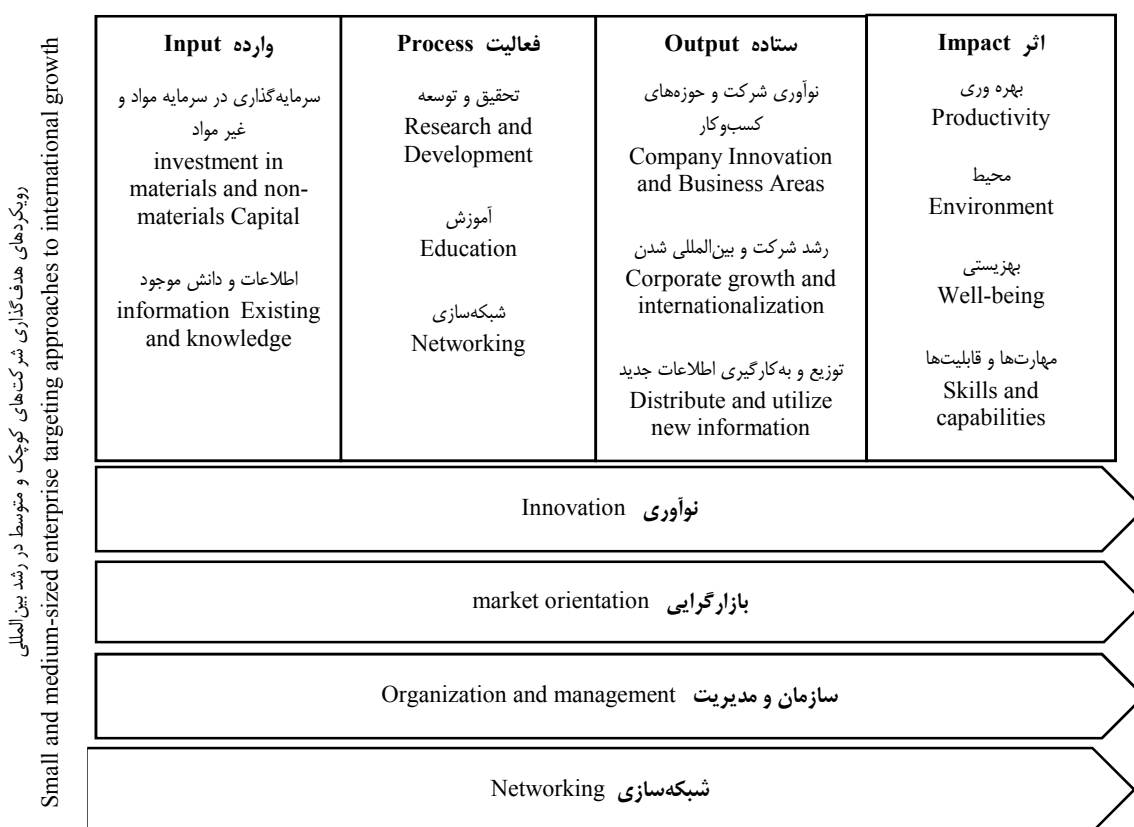 رویکردهای هدف‌گذاری شرکت‌های کوچک و متوسط در رشد بین‌المللی
Small and medium-sized enterprise targeting approaches to international growth
وارده Input
سرمایه‌گذاری در سرمایه مواد و
غیر مواد
investment in
materials and non-
materials Capital
اطلاعات و دانش موجود
information Existing
and knowledge
فعالیت Process
تحقیق و توسعه
Research and
Development
آموزش
Education
شبکه‌سازی
Networking
ستاده Output
نوآوری شرکت و حوزه‌های
کسب‌وکار
Company Innovation
and Business Areas
رشد شرکت و بین‌المللی شدن
Corporate growth and
internationalization
توزیع و به‌کارگیری اطلاعات جدید
Distribute and utilize
new information
اثر Impact
بهره وری
Productivity
محیط
Environment
بهزیستی
Well-being
مهارت‌ها و قابلیت‌ها
Skills and
capabilities
نوآوری Innovation
بازارگرایی market orientation
سازمان و مدیریت Organization and management
شبکه‌سازی Networking